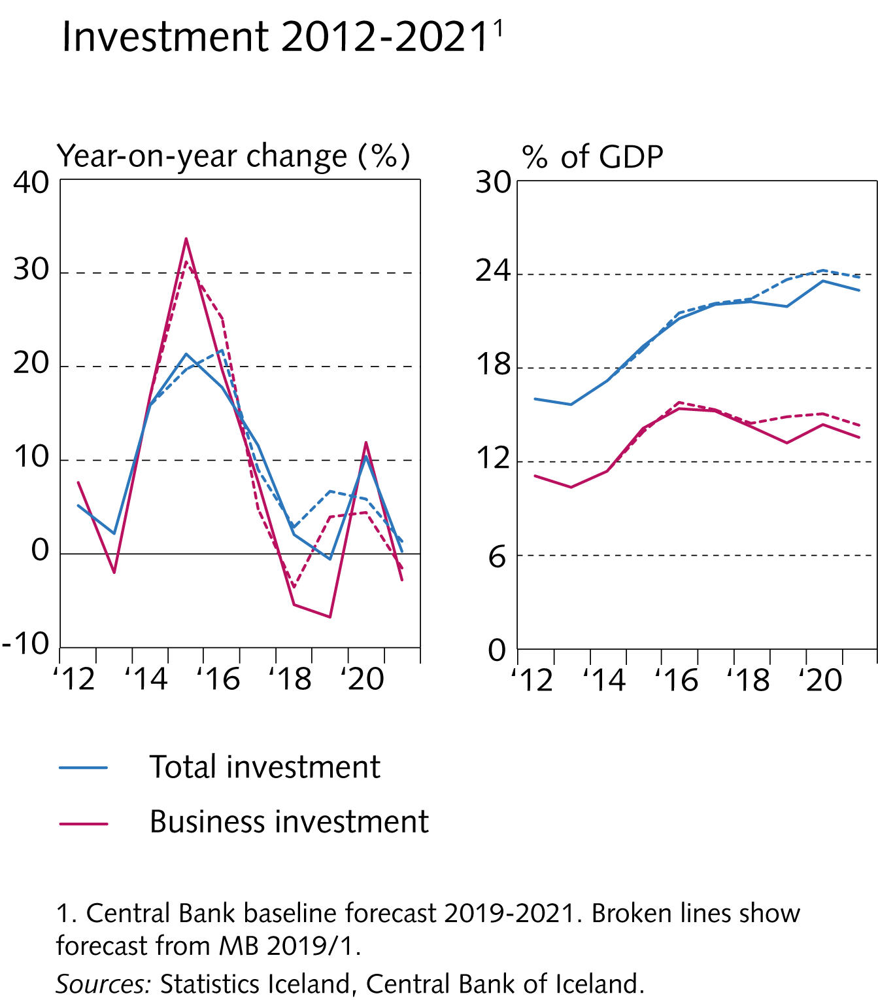 Investment 2012-2021¹
Year-on-year change (%)
40
30
20
10
0
-10
‘12 ‘14 ‘16 ‘18 ‘20
% of GDP
30
24
18
12
6
0
‘12 ‘14 ‘16 ‘18 ‘20
Total investment
Business investment
1. Central Bank baseline forecast 2019-2021. Broken lines show
forecast from MB 2019/1.
Sources: Statistics Iceland, Central Bank of Iceland.